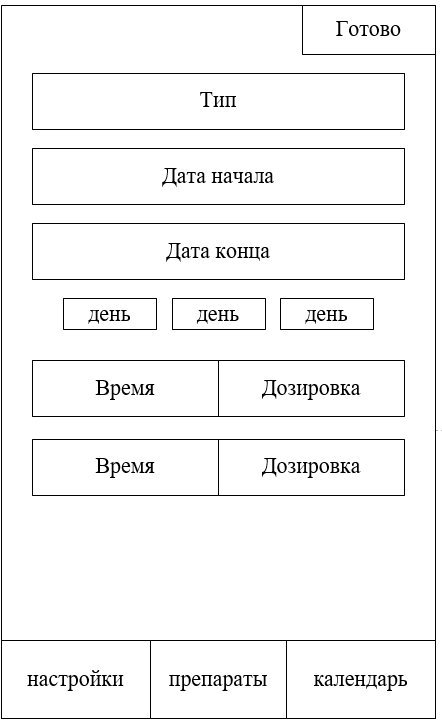 Готово
Тип
Дата начала
Дата конца
день день день
Время Дозировка
Время Дозировка
настройки препараты календарь